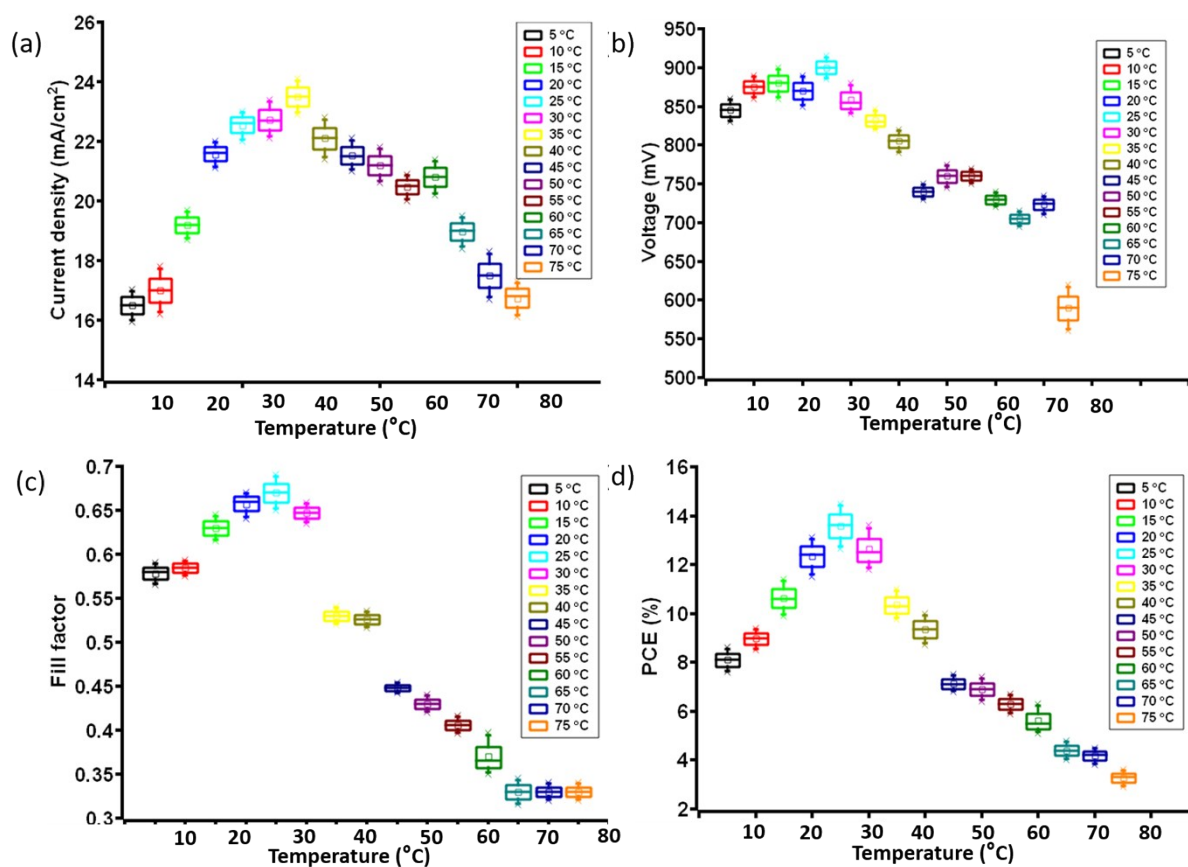 (a)
Current density (mA/cm²)
26
24
22
20
18
16
14
10 20 30 40 50 60 70 80
Temperature (°C)
5 °C
10 °C
15 °C
20 °C
25 °C
30 °C
35 °C
40 °C
45 °C
50 °C
55 °C
60 °C
65 °C
70 °C
75 °C
b)
Voltage (mV)
950
900
850
800
750
700
650
600
550
500
10 20 30 40 50 60 70 80
Temperature (°C)
5 °C
10 °C
15 °C
20 °C
25 °C
30 °C
35 °C
40 °C
45 °C
50 °C
55 °C
60 °C
65 °C
70 °C
75 °C
(c)
Fill factor
0.7
0.65
0.6
0.55
0.5
0.45
0.4
0.35
0.3
10 20 30 40 50 60 70 80
Temperature (°C)
5 °C
10 °C
15 °C
20 °C
25 °C
30 °C
35 °C
40 °C
45 °C
50 °C
55 °C
60 °C
65 °C
70 °C
75 °C
d)
PCE (%)
16
14
12
10
8
6
4
2
10 20 30 40 50 60 70 80
Temperature (°C)
5 °C
10 °C
15 °C
20 °C
25 °C
30 °C
35 °C
40 °C
45 °C
50 °C
55 °C
60 °C
65 °C
70 °C
75 °C